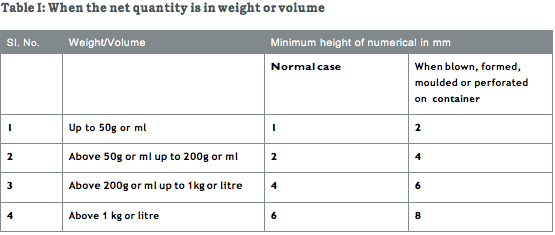 Table I: When the net quantity is in weight or volume
Sl. No. Weight/Volume Minimum height of numerical in mm
Normal case When blown, formed,
moulded or perforated
on container
1 Up to 50g or ml 1 2
2 Above 50g or ml up to 200g or ml 2 4
3 Above 200g or ml up to 1kg or litre 4 6
4 Above 1 kg or litre 6 8